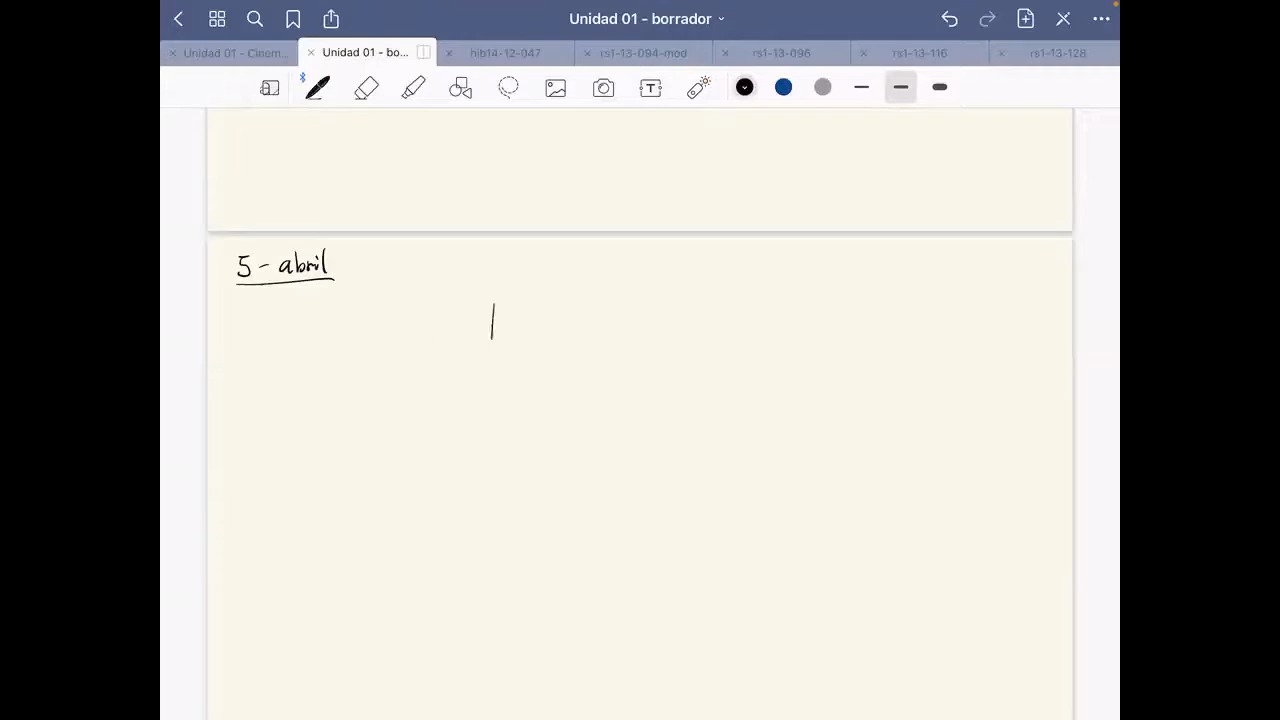 Unidad 01 - borrador
Unidad 01 - Cinem...
Unidad 01 - bo...
hib14-12-047
rs1-13-094-mod
rs1-13-096
rs1-13-116
rs1-13-128
T
5 - abril